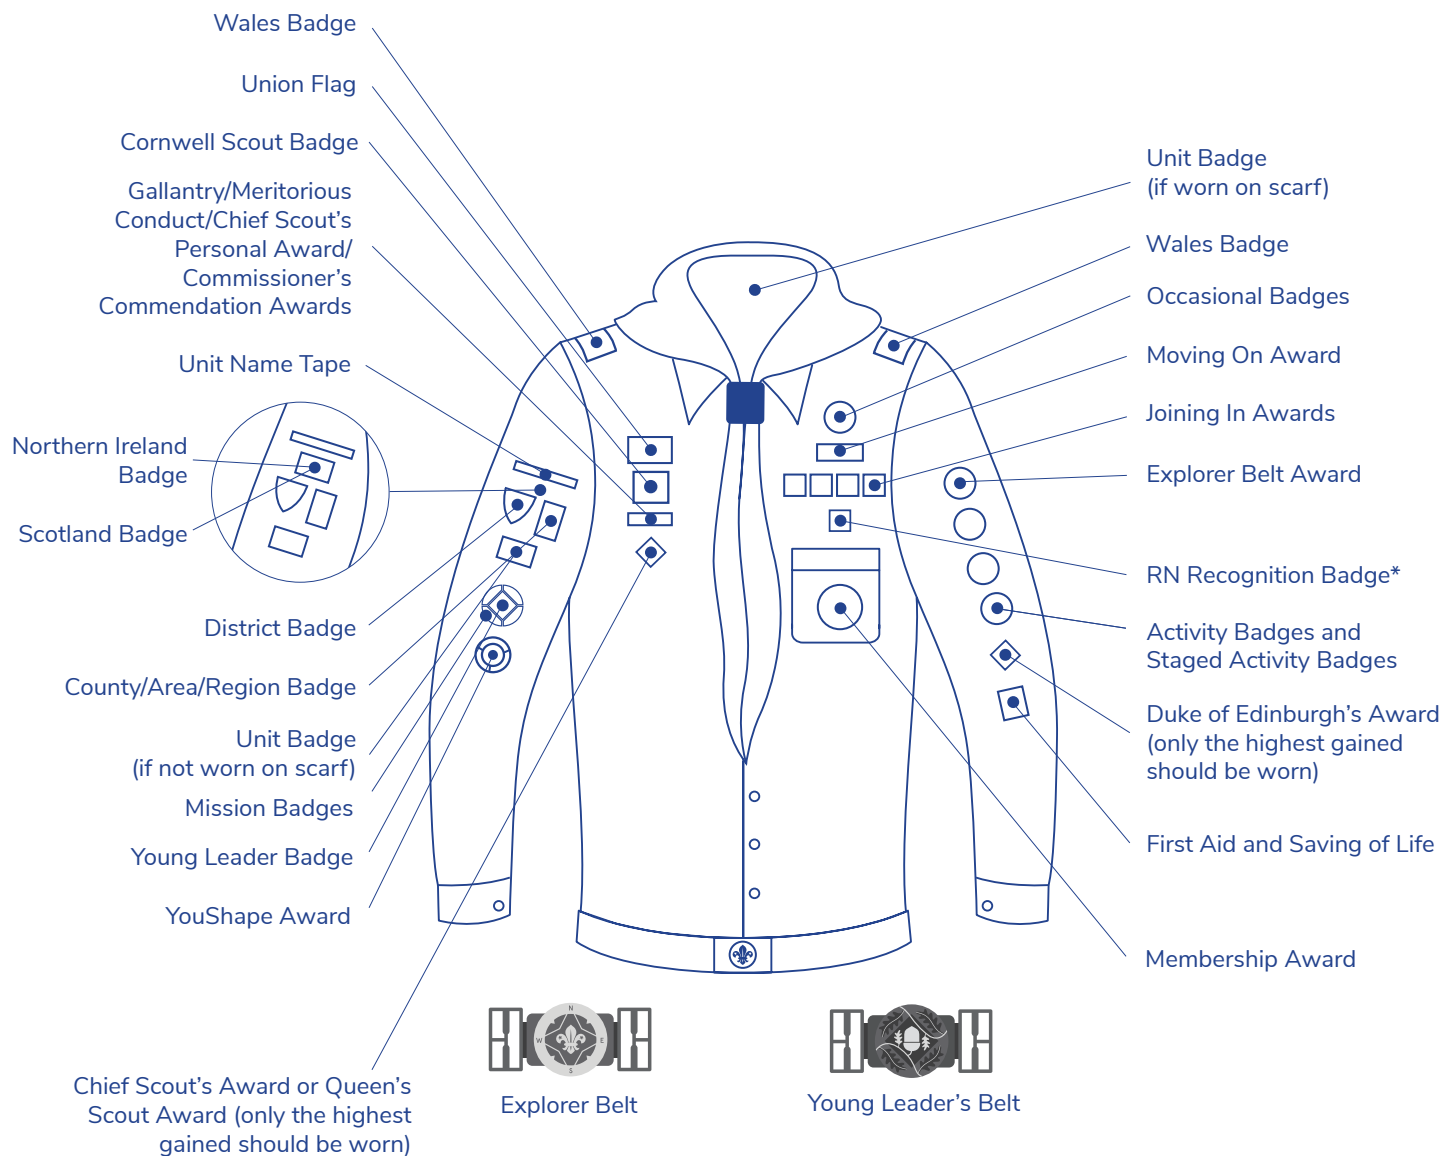 Wales Badge
Union Flag
Cornwell Scout Badge
Gallantry/Meritorious
Conduct/Chief Scout’s
Personal Award/
Commissioner’s
Commendation Awards
Unit Name Tape
Northern Ireland
Badge
Scotland Badge
District Badge
County/Area/Region Badge
Unit Badge
(if not worn on scarf)
Mission Badges
Young Leader Badge
YouShape Award
Chief Scout’s Award or Queen’s
Scout Award (only the highest
gained should be worn)
Unit Badge
(if worn on scarf)
Wales Badge
Occasional Badges
Moving On Award
Joining In Awards
Explorer Belt Award
RN Recognition Badge*
Activity Badges and
Staged Activity Badges
Duke of Edinburgh’s Award
(only the highest gained
should be worn)
First Aid and Saving of Life
Membership Award
N
W E
S
Explorer Belt
Young Leader’s Belt